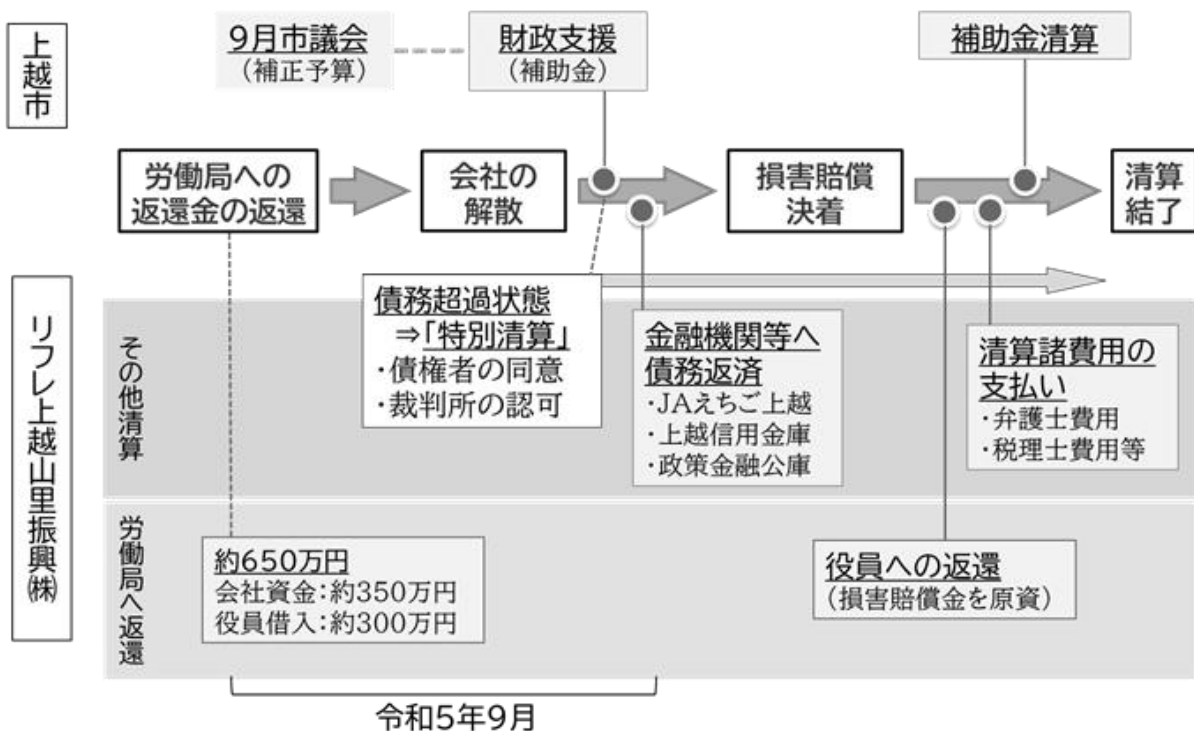 上越市
9月市議会
（補正予算）
財政支援
（補助金）
補助金清算
労働局への
返還金の返還
会社の
解散
損害賠償
決着
清算
結了
リフレ上越山里振興㈱
その他清算
債務超過状態
⇒「特別清算」
・債権者の同意
・裁判所の認可
金融機関等へ
債務返済
・JAえちご上越
・上越信用金庫
・政策金融公庫
清算諸費用の
支払い
・弁護士費用
・税理士費用等
労働局へ返還
約650万円
会社資金：約350万円
役員借入：約300万円
役員への返還
（損害賠償金を原資）
令和5年9月